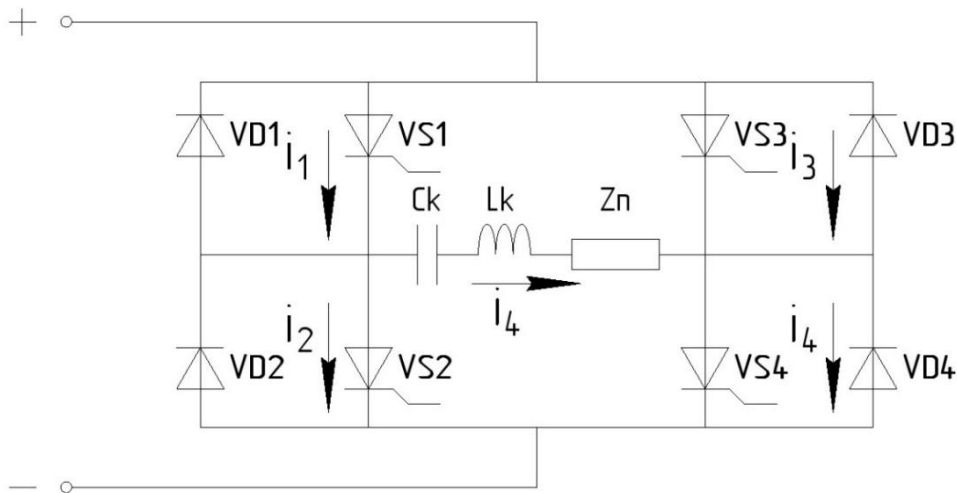 +
VD1 i1 VS1 VS3 i3 VD3
Ck Lk Zn
i4
VD2 i2 VS2 VS4 i4 VD4
−